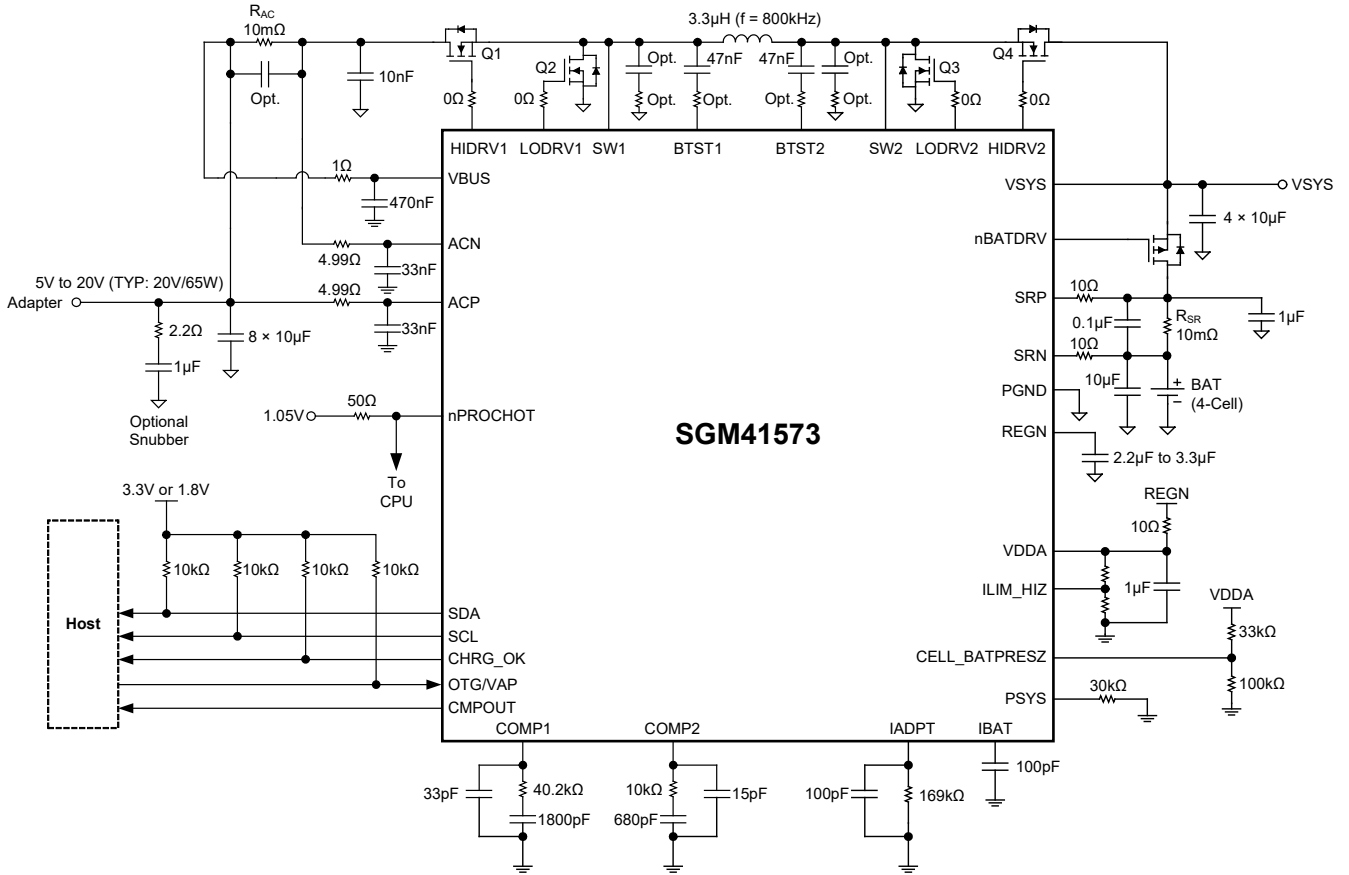 RAC
10mΩ
Opt.
10nF
Q1
0Ω
Q2
0Ω
Opt.
Opt.
47nF
Opt.
3.3μH (f = 800kHz)
47nF
Opt.
Opt.
Opt.
Q3
0Ω
Q4
0Ω
HIDRV1
LODRV1
SW1
BTST1
BTST2
SW2
LODRV2
HIDRV2
1Ω
VBUS
470nF
ACN
4.99Ω
33nF
5V to 20V (TYP: 20V/65W)
Adapter
4.99Ω
ACP
33nF
2.2Ω
1μF
Optional
Snubber
8 × 10μF
1.05V
50Ω
nPROCHOT
To
CPU
SGM41573
VSYS
VSYS
4 × 10μF
nBATDRV
SRP
10Ω
0.1μF
RSR
10mΩ
1μF
SRN
10Ω
10μF
+
BAT
−
(4-Cell)
PGND
REGN
2.2μF to 3.3μF
REGN
10Ω
VDDA
ILIM_HIZ
1μF
VDDA
33kΩ
CELL_BATPRESZ
100kΩ
PSYS
30kΩ
3.3V or 1.8V
10kΩ
10kΩ
10kΩ
10kΩ
Host
SDA
SCL
CHRG_OK
OTG/VAP
CMPOUT
COMP1
COMP2
IADPT
IBAT
33pF
40.2kΩ
1800pF
10kΩ
680pF
15pF
100pF
169kΩ
100pF